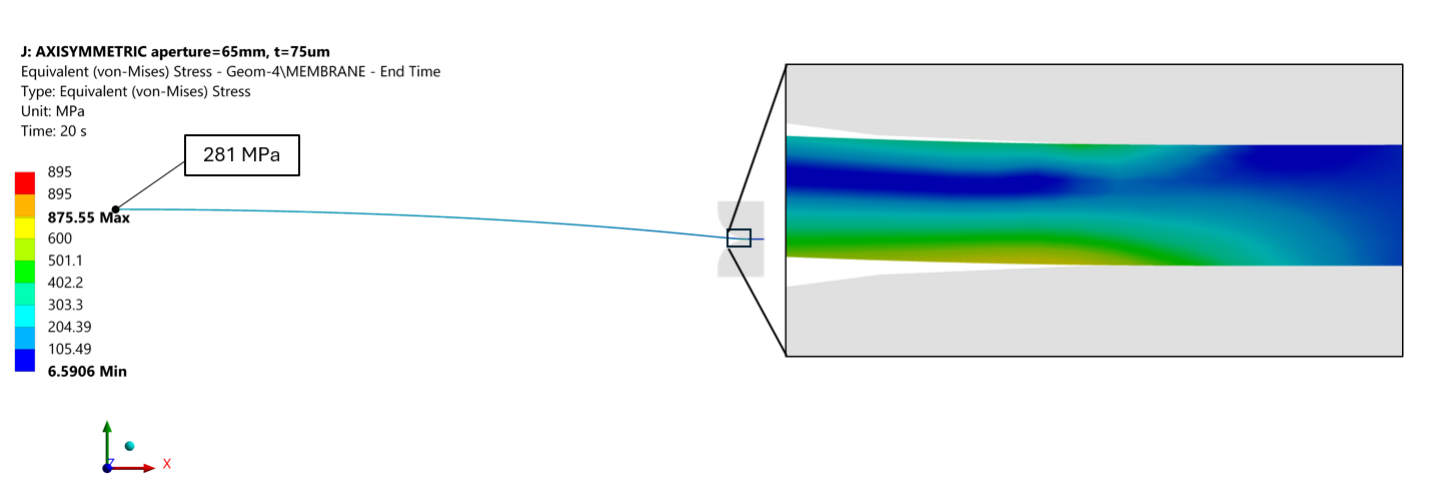 J: AXISYMMETRIC aperture=65mm, t=75um
Equivalent (von-Mises) Stress - Geom-4\MEMBRANE - End Time
Type: Equivalent (von-Mises) Stress
Unit: MPa
Time: 20 s
281 MPa
895
895
875.55 Max
600
501.1
402.2
303.3
204.39
105.49
6.5906 Min
Z
X